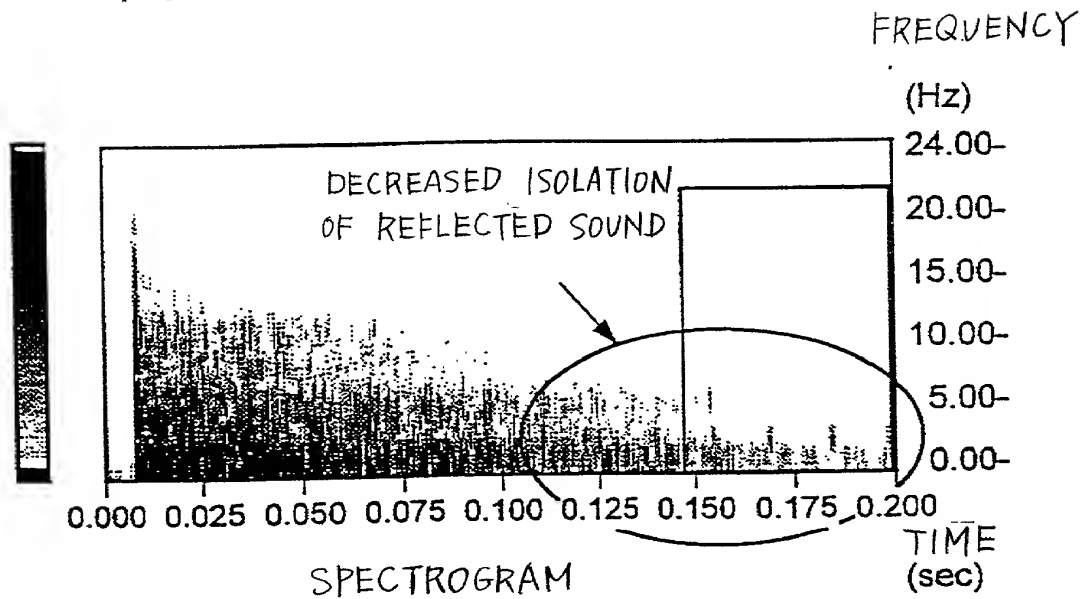 FREQUENCY
(Hz)
24.00-
DECREASED ISOLATION
OF REFLECTED SOUND
20.00-
15.00-
10.00-
5.00-
0.00-
0.000 0.025 0.050 0.075 0.100 0.125 0.150 0.175 0.200
TIME
(sec)
SPECTROGRAM